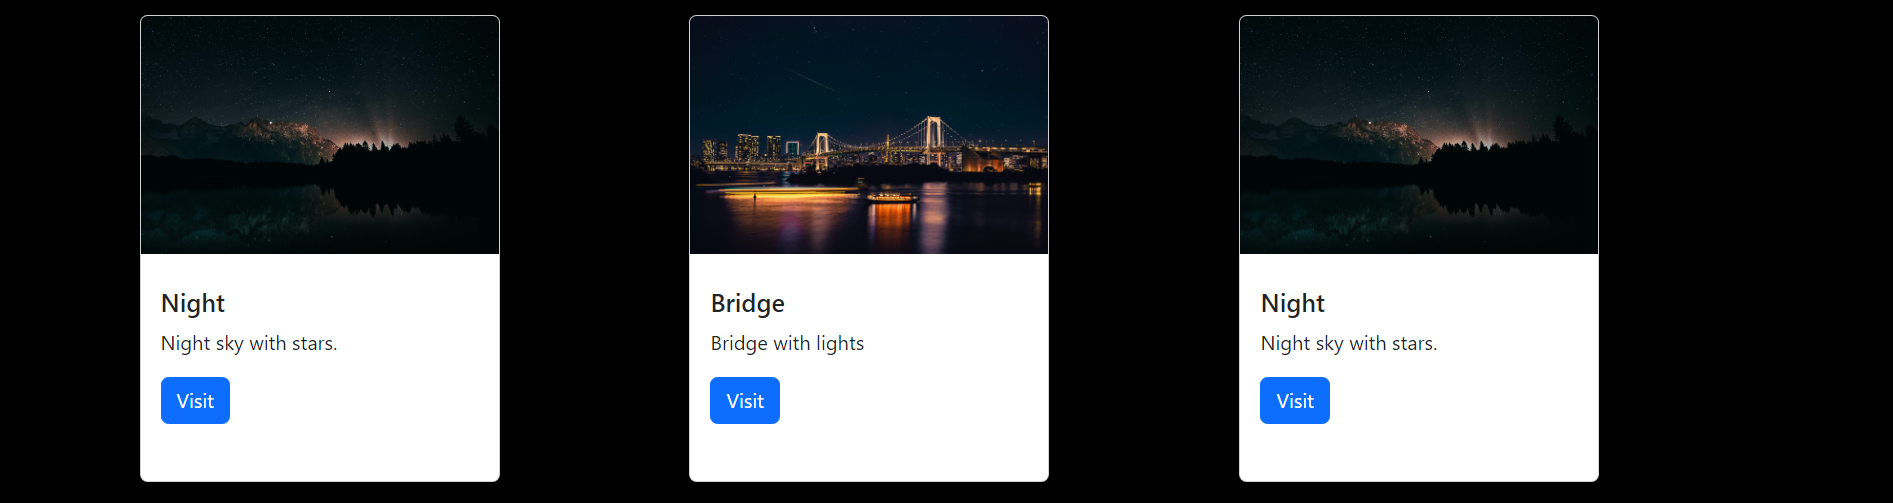 Night
Night sky with stars.
Visit
Bridge
Bridge with lights
Visit
Night
Night sky with stars.
Visit